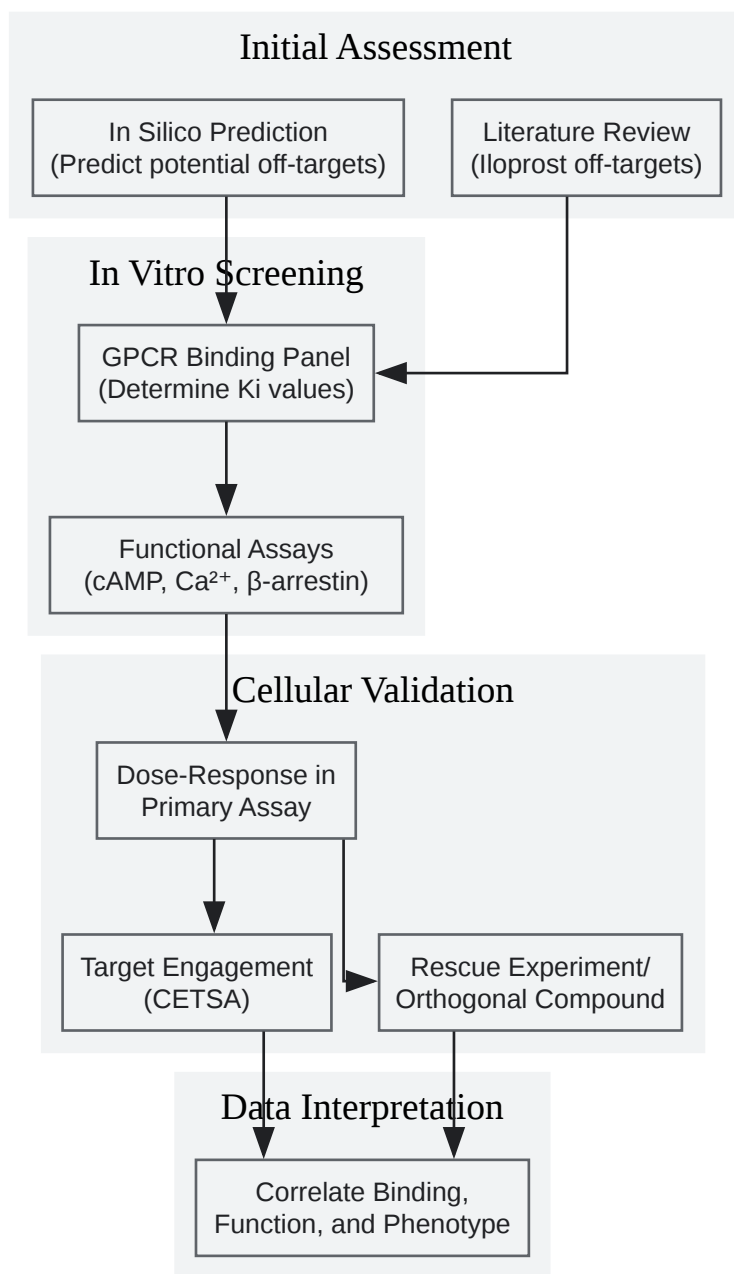 Initial Assessment
In Silico Prediction
(Predict potential off-targets)
Literature Review
(Iloprost off-targets)
In Vitro Screening
GPCR Binding Panel
(Determine Ki values)
Functional Assays
(cAMP, Ca²⁺, β-arrestin)
Cellular Validation
Dose-Response in
Primary Assay
Target Engagement
(CETSA)
Rescue Experiment/
Orthogonal Compound
Data Interpretation
Correlate Binding,
Function, and Phenotype